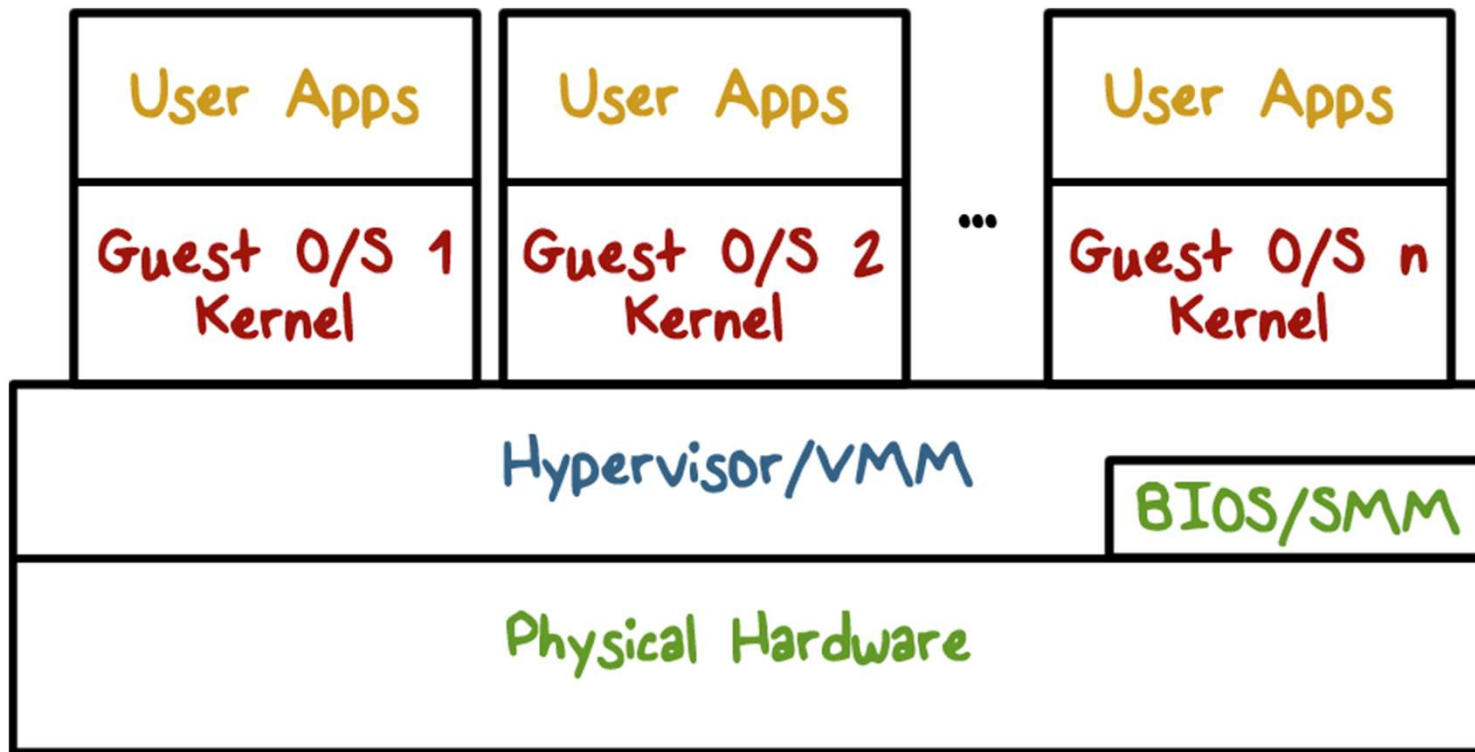 User Apps
User Apps
User Apps
Guest O/S 1
Kernel
Guest O/S 2
Kernel
...
Guest O/S n
Kernel
Hypervisor/VMM
BIOS/SMM
Physical Hardware